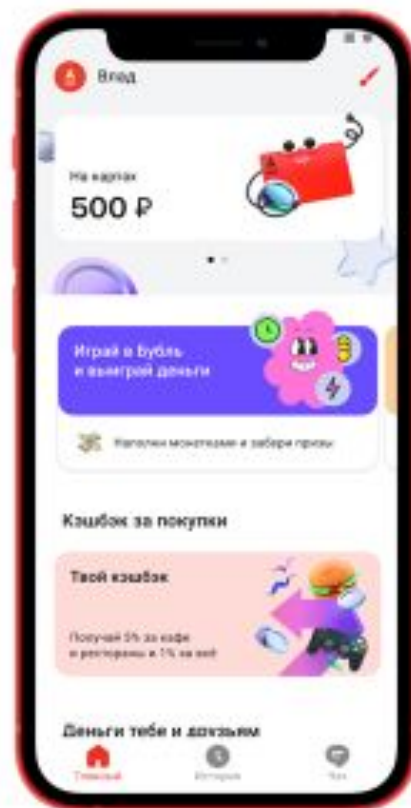 Влад
На картах
500 ₽
Играй в Бубль
и выиграй деньги
Наполни монетками и забери призы
Кэшбэк за покупки
Твой кэшбэк
Получай 5% за кафе
и рестораны и 1% за всё
Деньги тебе и друзьям
Главный
История
Чат